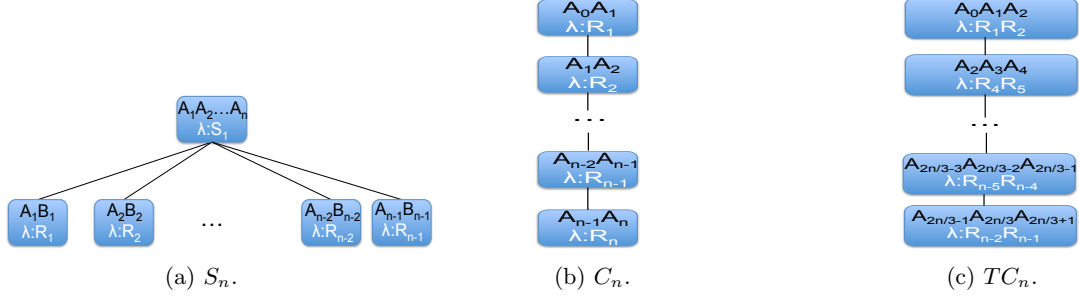 A₁A₂...Aₙ
λ:S₁
A₁B₁
λ:R₁
A₂B₂
λ:R₂
...
Aₙ₋₂Bₙ₋₂
λ:Rₙ₋₂
Aₙ₋₁Bₙ₋₁
λ:Rₙ₋₁
(a) Sₙ.
A₀A₁
λ:R₁
A₁A₂
λ:R₂
...
Aₙ₋₂Aₙ₋₁
λ:Rₙ₋₁
Aₙ₋₁Aₙ
λ:Rₙ
(b) Cₙ.
A₀A₁A₂
λ:R₁R₂
A₂A₃A₄
λ:R₄R₅
...
A₂ₙ/₃₋₃A₂ₙ/₃₋₂A₂ₙ/₃₋₁
λ:Rₙ₋₅Rₙ₋₄
A₂ₙ/₃₋₁A₂ₙ/₃A₂ₙ/₃₊₁
λ:Rₙ₋₂Rₙ₋₁
(c) TCₙ.